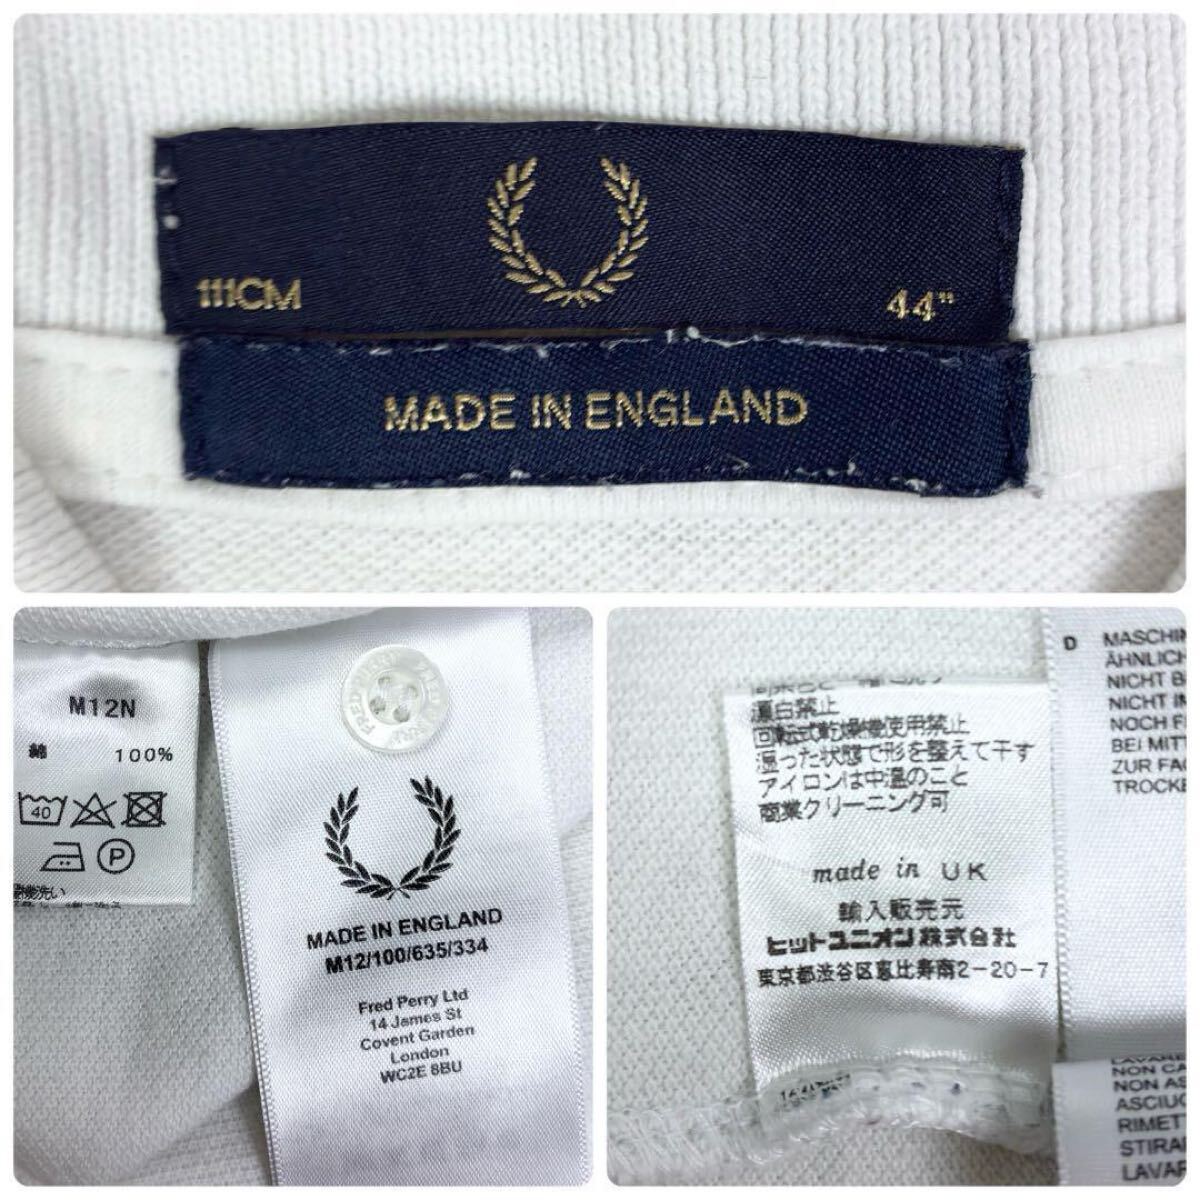 111CM
44"
MADE IN ENGLAND
M12N
綿 100%
40
P
MADE IN ENGLAND
M12/100/635/334
Fred Perry Ltd
14 James St
Covent Garden
London
WC2E 8BU
漂白禁止
回転式乾燥機使用禁止
湿った状態で形を整えて干す
アイロンは中温のこと
商業クリーニング可
made in UK
輸入販売元
ヒットユニオン株式会社
東京都渋谷区恵比寿南2-20-7
D MASCHIN
ÄHNLICH
NICHT B
NICHT IM
NOCH F
BEI MITT
ZUR FA
TROCKE
LAVARE
NON CA
NON AS
ASCIUG
RIMET
STIRA
LAVA